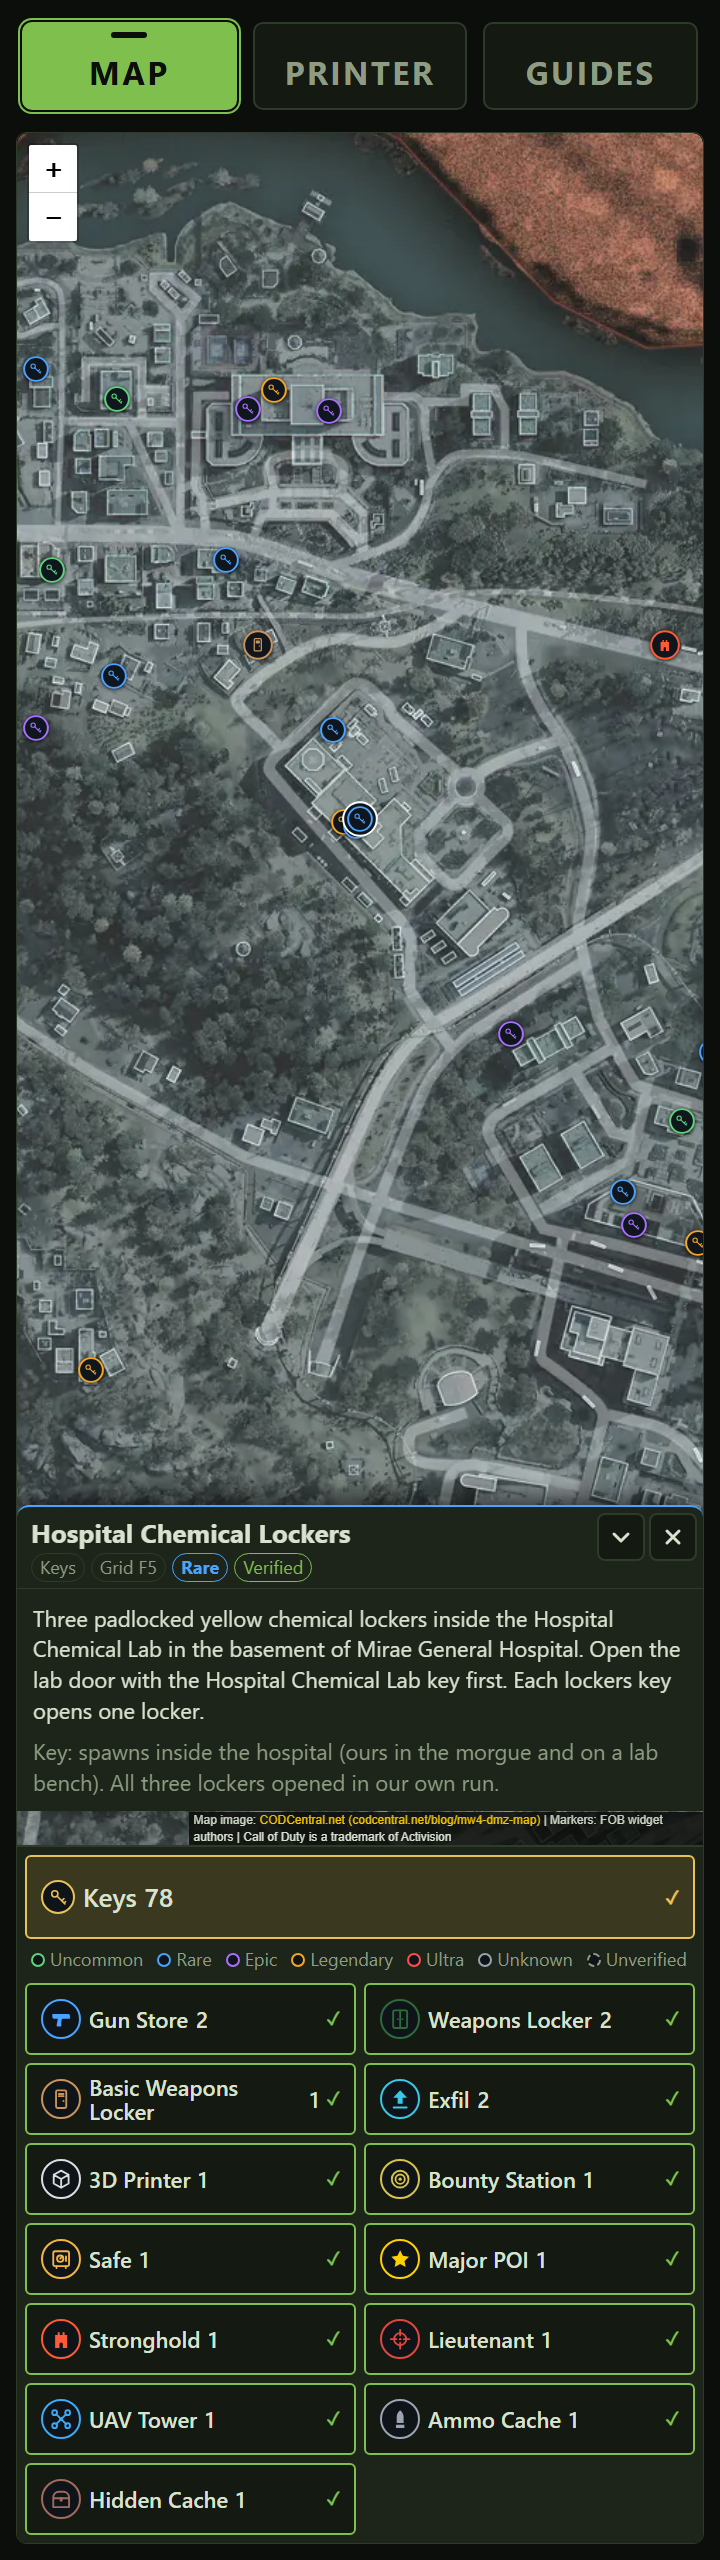 MAP
PRINTER
GUIDES
+
−
Hospital Chemical Lockers
Keys
Grid F5
Rare
Verified
Three padlocked yellow chemical lockers inside the Hospital
Chemical Lab in the basement of Mirae General Hospital. Open the
lab door with the Hospital Chemical Lab key first. Each lockers key
opens one locker.
Key: spawns inside the hospital (ours in the morgue and on a lab
bench). All three lockers opened in our own run.
Map image: CODCentral.net (codcentral.net/blog/mw4-dmz-map) | Markers: FOB widget
authors | Call of Duty is a trademark of Activision
Keys 78 ✓
Uncommon
Rare
Epic
Legendary
Ultra
Unknown
Unverified
Gun Store 2 ✓
Weapons Locker 2 ✓
Basic Weapons
Locker
1 ✓
Exfil 2 ✓
3D Printer 1 ✓
Bounty Station 1 ✓
Safe 1 ✓
Major POI 1 ✓
Stronghold 1 ✓
Lieutenant 1 ✓
UAV Tower 1 ✓
Ammo Cache 1 ✓
Hidden Cache 1 ✓